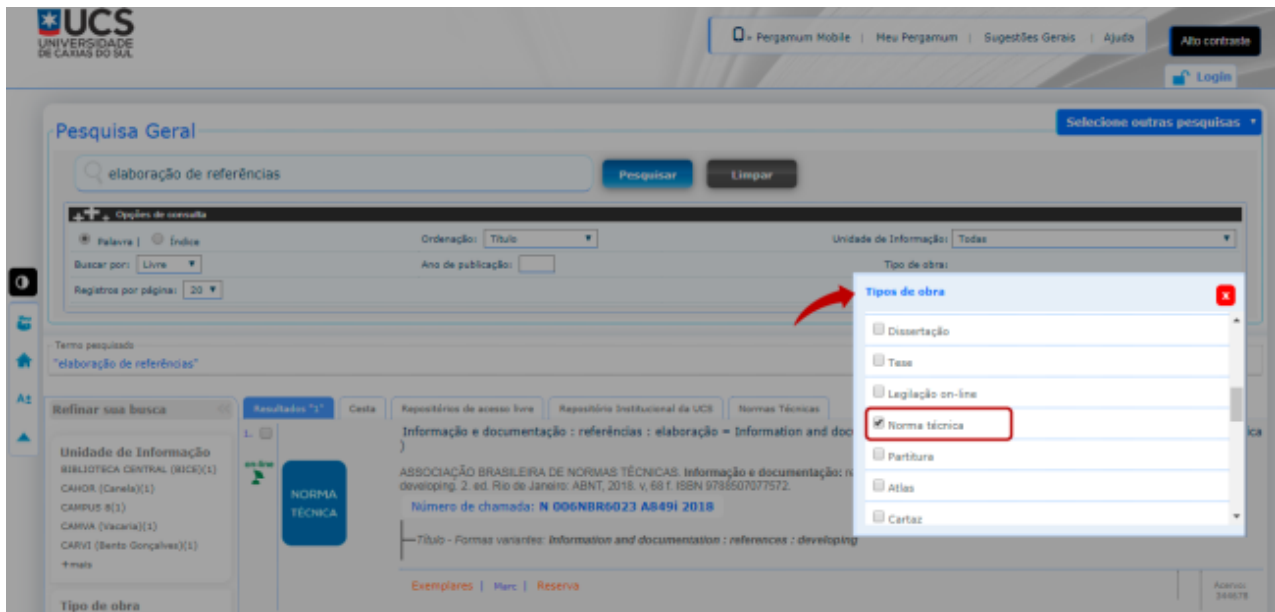 UCS
UNIVERSIDADE
DE CAXIAS DO SUL
- Pergamum Mobile | Meu Pergamum | Sugestões Gerais | Ajuda
Alto contraste
Login
Selecione outras pesquisas
Pesquisa Geral
elaboração de referências
Pesquisar
Limpar
Opções de consulta
Palavra | Índice
Ordenação: Título
Unidade de Informação: Todas
Buscar por: Livre
Ano de publicação:
Tipo de obra:
Registros por página: 20
Tipos de obra
x
Dissertação
Tese
Legilação on-line
Norma técnica
Partitura
Atlas
Cartaz
Termo pesquisado
"elaboração de referências"
Refinar sua busca
Resultados "1"
Cesta
Repositórios de acesso livre
Repositório Institucional da UCS
Normas Técnicas
Unidade de Informação
BIBLIOTECA CENTRAL (BICE)(1)
CAHOR (Canela)(1)
CAMPUS 8(1)
CAMVA (Vacaria)(1)
CARVI (Bento Gonçalves)(1)
+mais
Tipo de obra
1.
on-line
NORMA
TÉCNICA
Informação e documentação : referências : elaboração = Information and doc
)
ASSOCIAÇÃO BRASILEIRA DE NORMAS TÉCNICAS. Informação e documentação: r
developing. 2. ed. Rio de Janeiro: ABNT, 2018. v, 68 f. ISBN 9788507077572.
Número de chamada: N 006NBR6023 A849i 2018
Título - Formas variantes: Information and documentation : references : developing
Exemplares | Marc | Reserva
Acervo:
344678